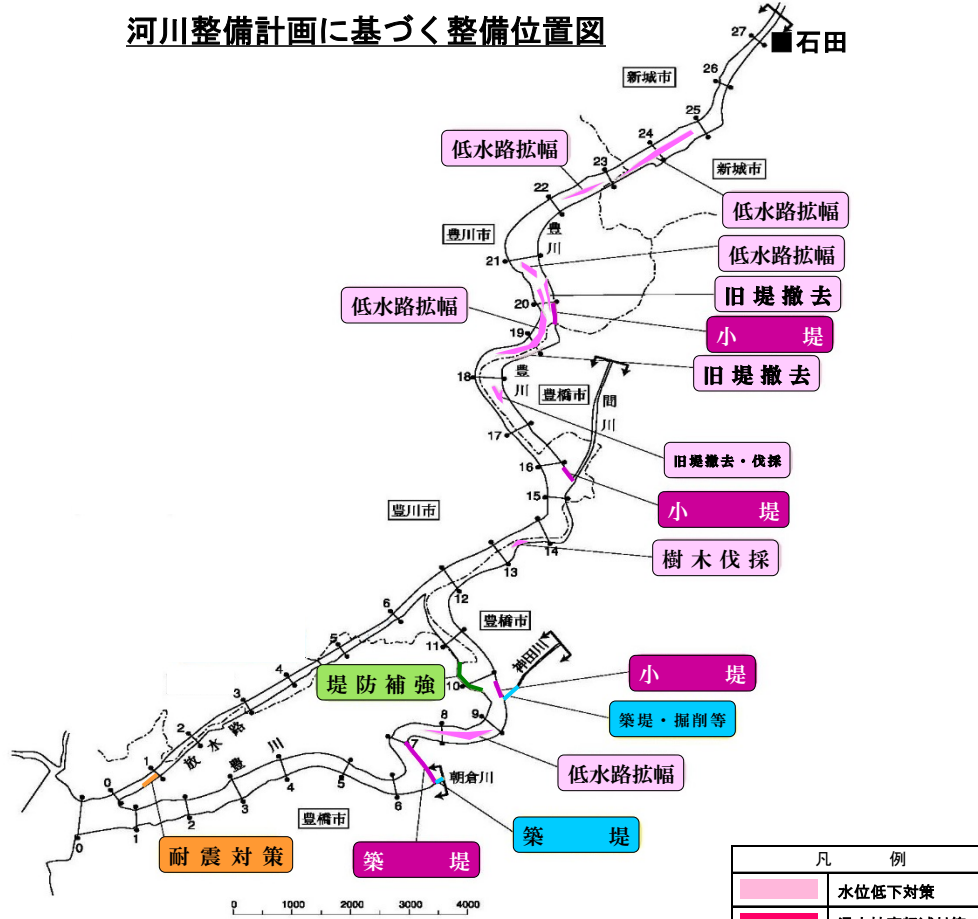 河川整備計画に基づく整備位置図
27
■石田
26
新城市
25
24
低水路拡幅
23
新城市
22
低水路拡幅
豊川市
豊川
低水路拡幅
21
旧堤撤去
低水路拡幅
20
小堤
19
旧堤撤去
18
豊川
豊橋市
間川
17
旧堤撤去・伐採
16
15
小堤
豊川市
14
樹木伐採
13
12
6
豊橋市
11
5
神田川
4
堤防補強
10
小堤
3
築堤・掘削等
9
8
2
放水路
7
豊川
低水路拡幅
1
朝倉川
0
4
5
6
3
2
豊橋市
1
0
築堤
耐震対策
築堤
凡例
水位低下対策
0 1000 2000 3000 4000